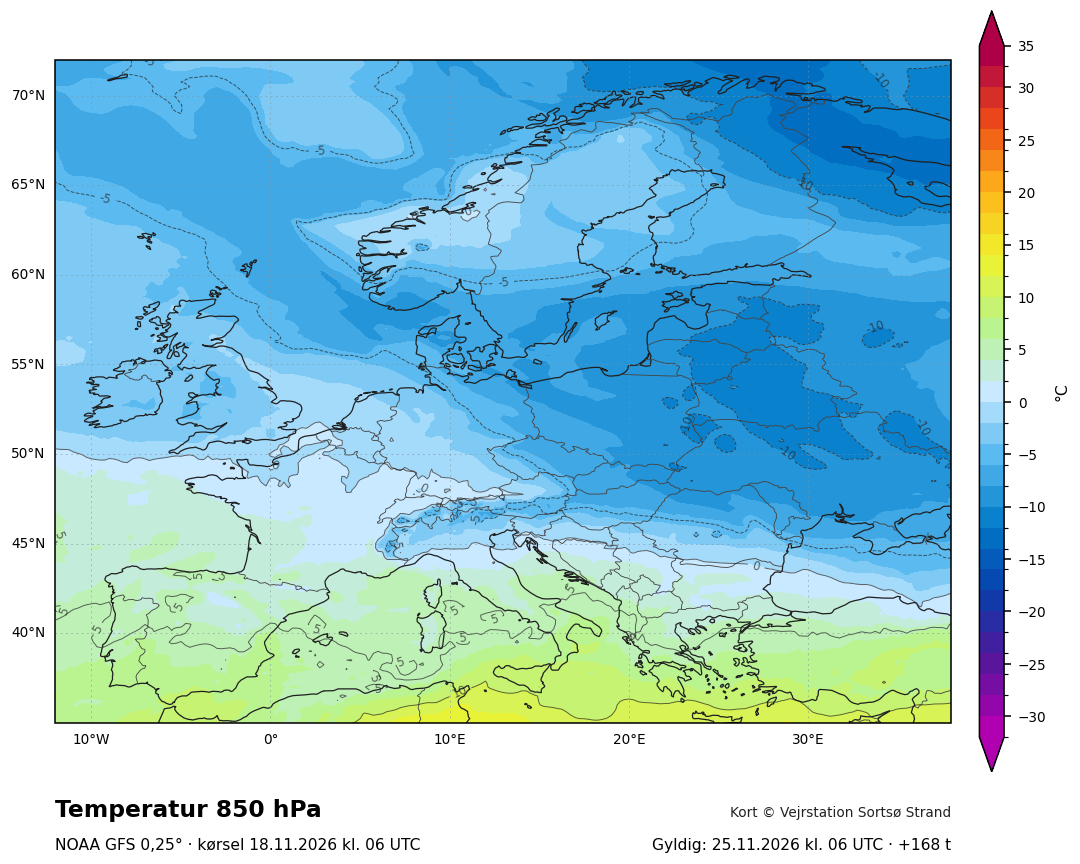 70°N
65°N
60°N
55°N
50°N
45°N
40°N
10°W
0°
10°E
20°E
30°E
35
30
25
20
15
10
5
0
−5
−10
−15
−20
−25
−30
°C
Temperatur 850 hPa
Kort © Vejrstation Sortsø Strand
NOAA GFS 0,25° · kørsel 18.11.2026 kl. 06 UTC
Gyldig: 25.11.2026 kl. 06 UTC · +168 t